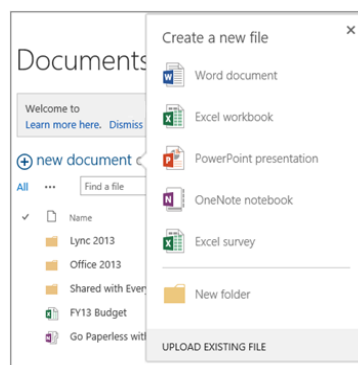 Documents
Welcome to
Learn more here. Dismiss
new document
All ... Find a file
Name
Lync 2013
Office 2013
Shared with Ever
FY13 Budget
Go Paperless with
Create a new file
Word document
Excel workbook
PowerPoint presentation
OneNote notebook
Excel survey
New folder
UPLOAD EXISTING FILE